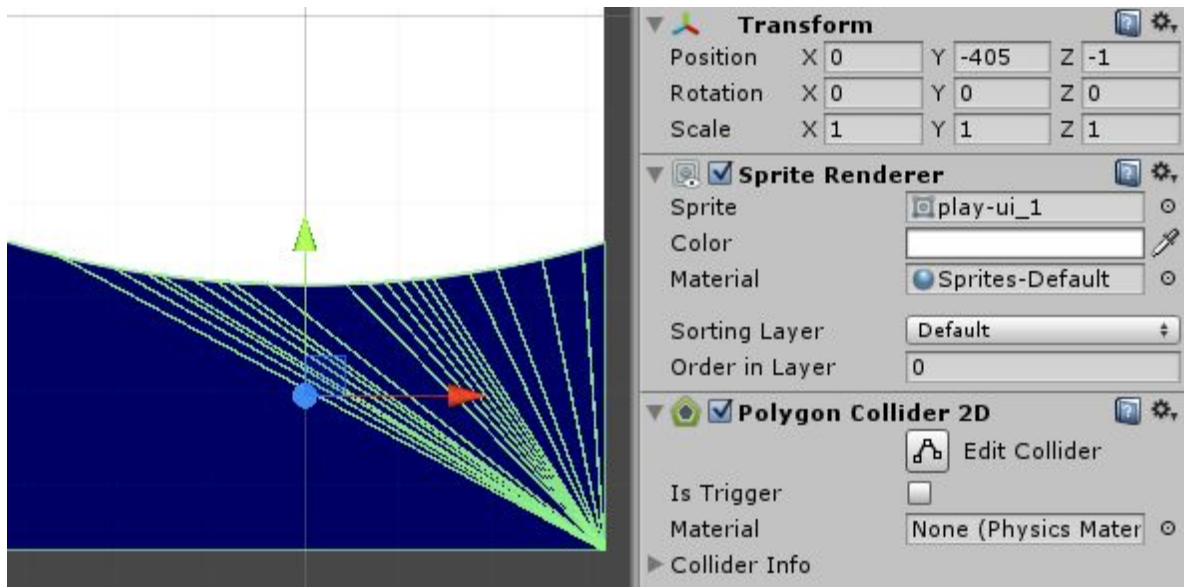 Transform
Position X 0 Y -405 Z -1
Rotation X 0 Y 0 Z 0
Scale X 1 Y 1 Z 1
Sprite Renderer
Sprite play-ui_1
Color
Material Sprites-Default
Sorting Layer Default
Order in Layer 0
Polygon Collider 2D
Edit Collider
Is Trigger
Material None (Physics Mater
Collider Info